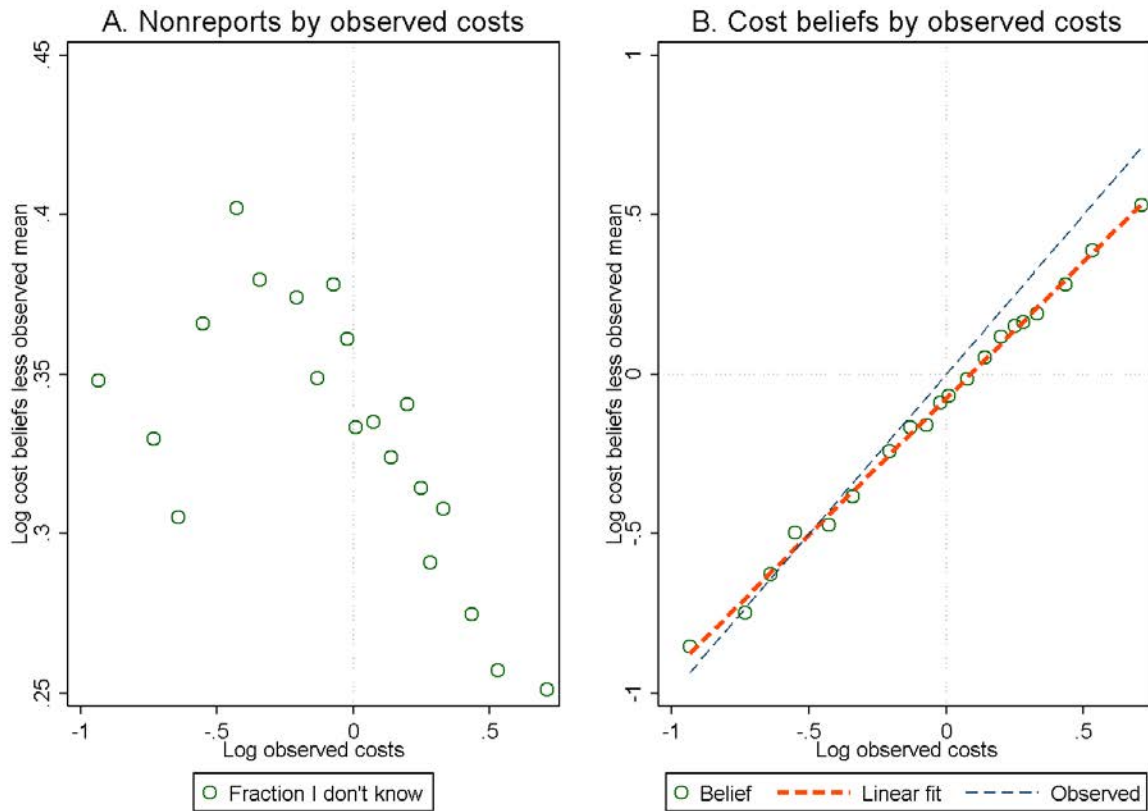 A. Nonreports by observed costs
Log cost beliefs less observed mean
.45
.4
.35
.3
.25
-1
-.5
0
.5
Log observed costs
Fraction I don't know
B. Cost beliefs by observed costs
Log cost beliefs less observed mean
1
.5
0
-.5
-1
-1
-.5
0
.5
Log observed costs
Belief
Linear fit
Observed